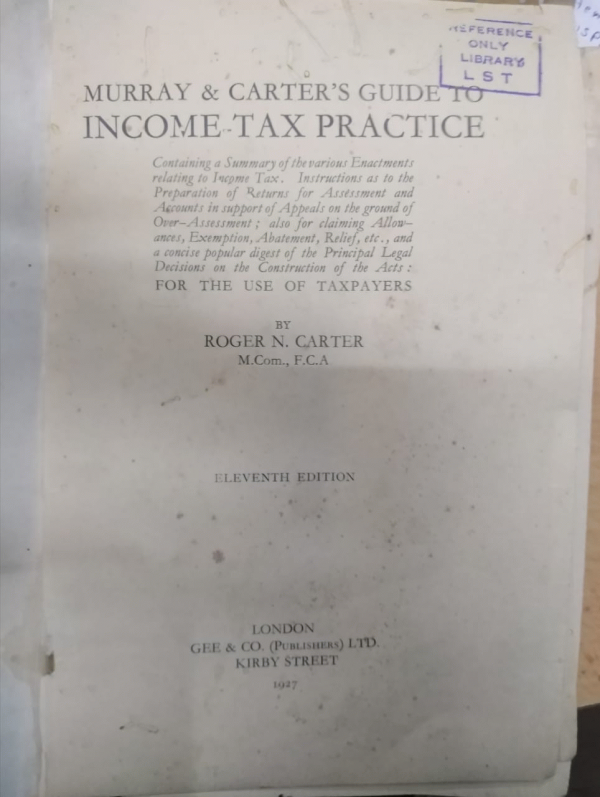 REFERENCE
ONLY
LIBRARY
LST
MURRAY & CARTER'S GUIDE TO
INCOME TAX PRACTICE
Containing a Summary of the various Enactments
relating to Income Tax. Instructions as to the
Preparation of Returns for Assessment and
Accounts in support of Appeals on the ground of
Over-Assessment; also for claiming Allow-
ances, Exemption, Abatement, Relief, etc., and
a concise popular digest of the Principal Legal
Decisions on the Construction of the Acts:
FOR THE USE OF TAXPAYERS
BY
ROGER N. CARTER
M.Com., F.C.A
ELEVENTH EDITION
LONDON
GEE & CO. (PUBLISHERS) LTD.
KIRBY STREET
1927